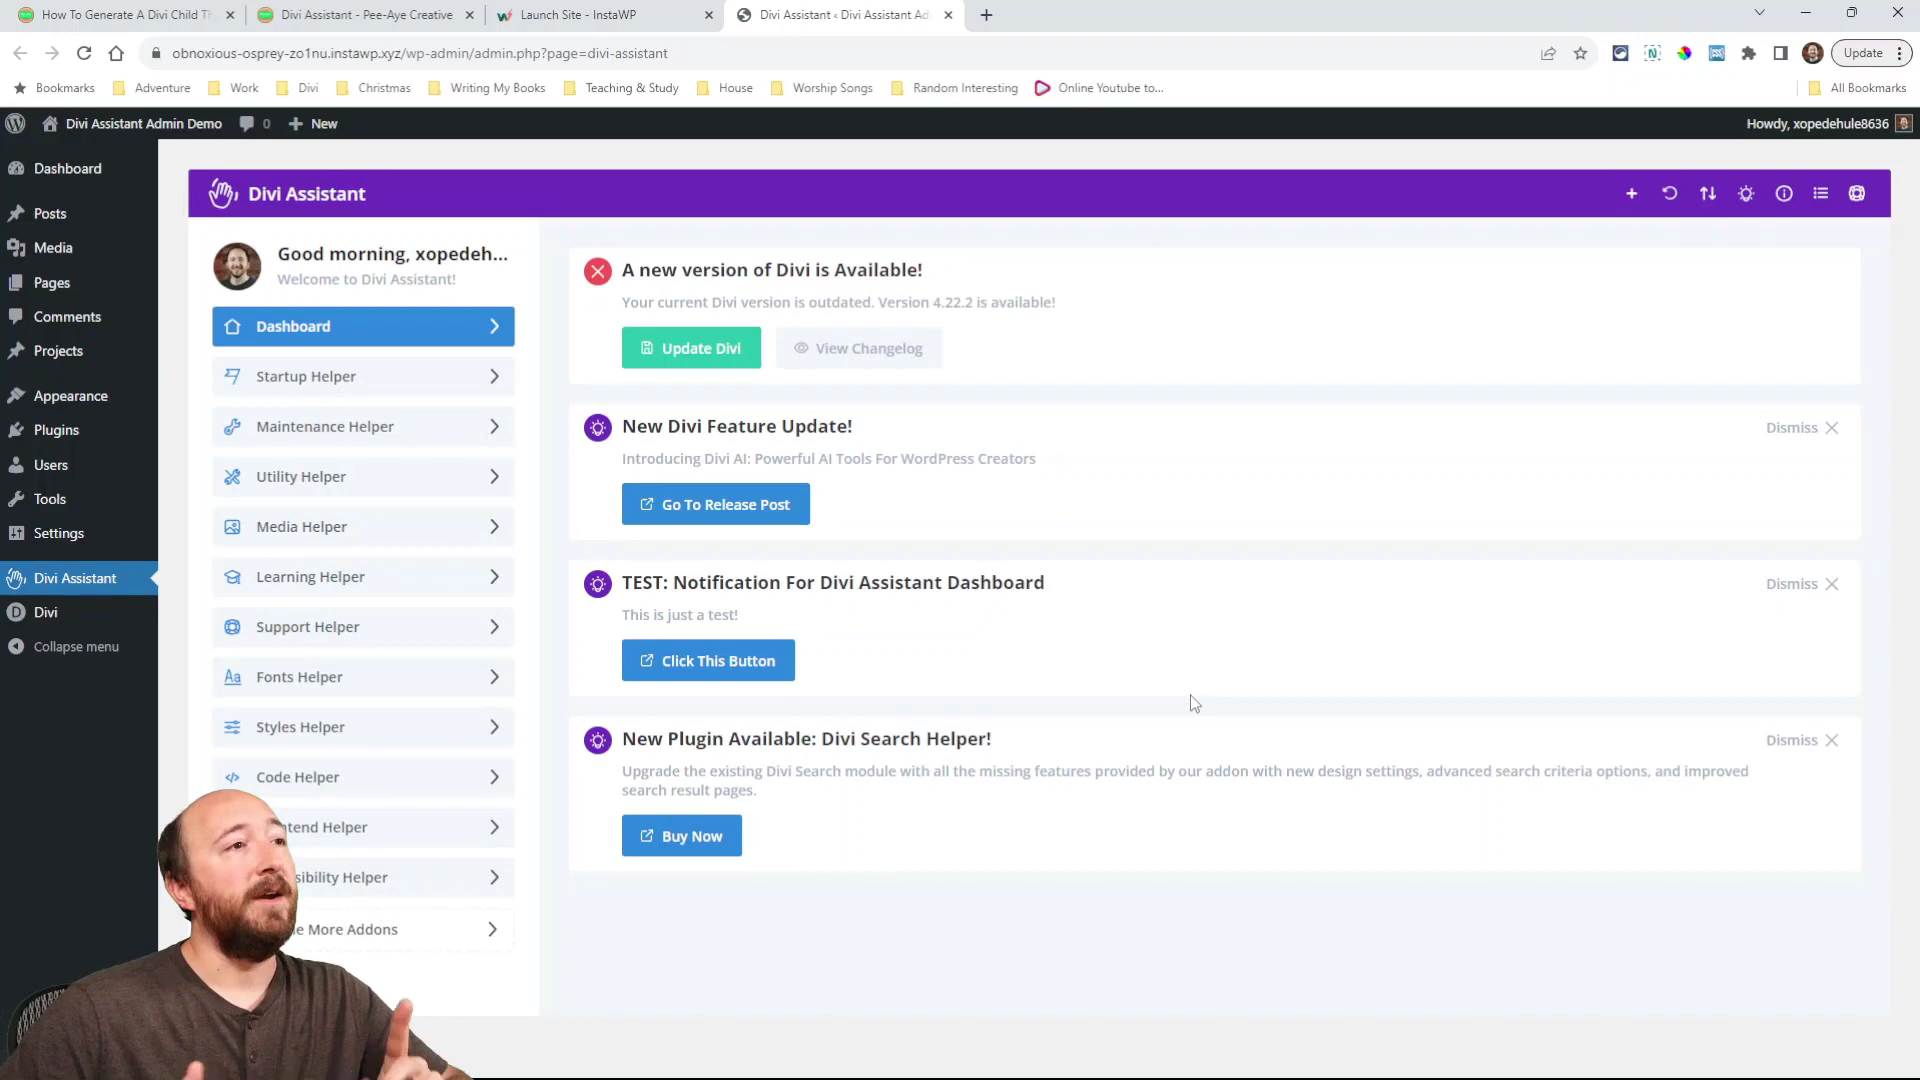 How To Generate A Divi Child Th
Divi Assistant - Pee-Aye Creative
Launch Site - InstaWP
Divi Assistant ‹ Divi Assistant Ad
obnoxious-osprey-zo1nu.instawp.xyz/wp-admin/admin.php?page=divi-assistant
Update
Bookmarks
Adventure
Work
Divi
Christmas
Writing My Books
Teaching & Study
House
Worship Songs
Random Interesting
Online Youtube to...
All Bookmarks
Divi Assistant Admin Demo
0
New
Howdy, xopedehule8636
Dashboard
Posts
Media
Pages
Comments
Projects
Appearance
Plugins
Users
Tools
Settings
Divi Assistant
Divi
Collapse menu
Divi Assistant
Good morning, xopedeh...
Welcome to Divi Assistant!
Dashboard
Startup Helper
Maintenance Helper
Utility Helper
Media Helper
Learning Helper
Support Helper
Fonts Helper
Styles Helper
Code Helper
ntend Helper
sibility Helper
e More Addons
A new version of Divi is Available!
Your current Divi version is outdated. Version 4.22.2 is available!
Update Divi
View Changelog
New Divi Feature Update!
Dismiss
Introducing Divi AI: Powerful AI Tools For WordPress Creators
Go To Release Post
TEST: Notification For Divi Assistant Dashboard
Dismiss
This is just a test!
Click This Button
New Plugin Available: Divi Search Helper!
Dismiss
Upgrade the existing Divi Search module with all the missing features provided by our addon with new design settings, advanced search criteria options, and improved
search result pages.
Buy Now